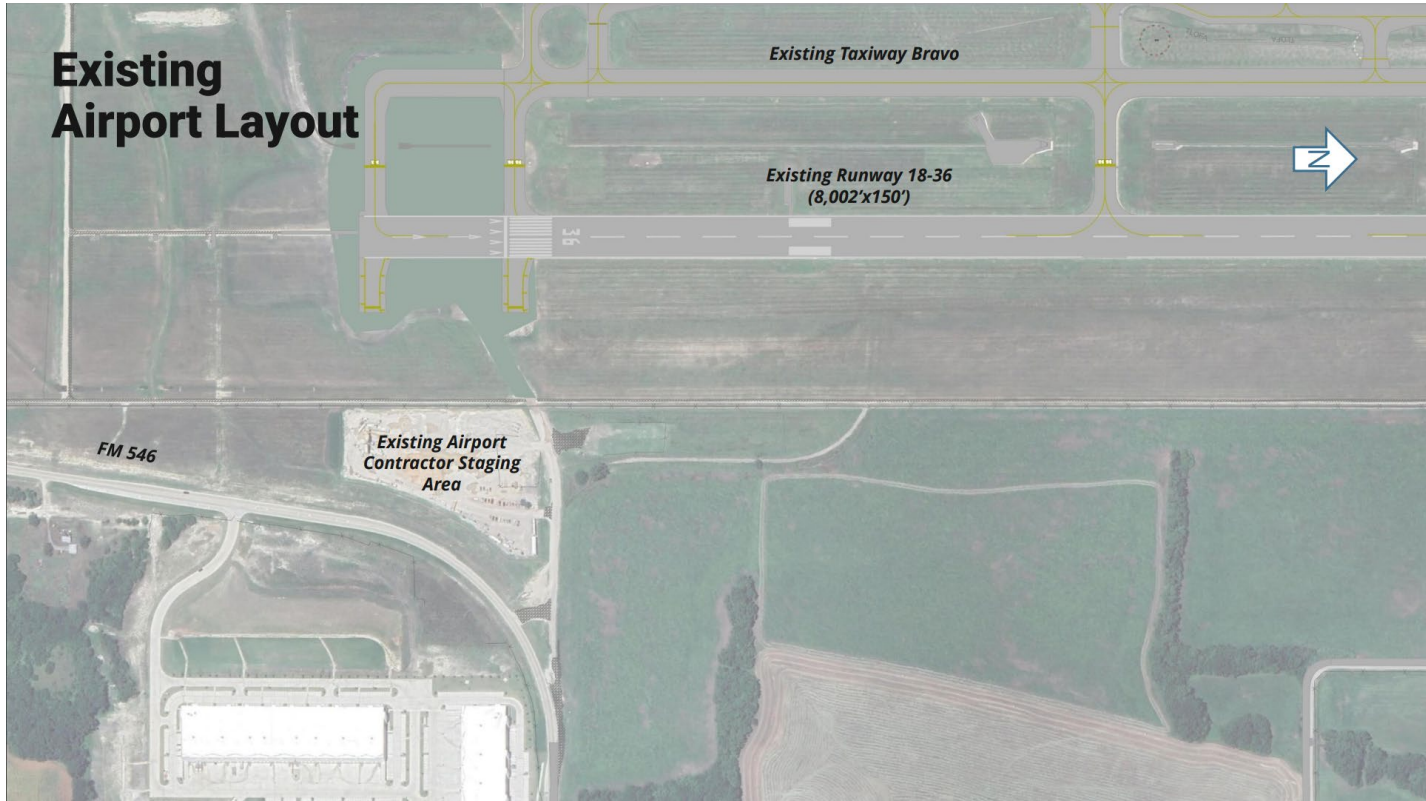 Existing
Airport Layout
Existing Taxiway Bravo
Existing Runway 18-36
(8,002'x150')
N
36
FM 546
Existing Airport
Contractor Staging
Area